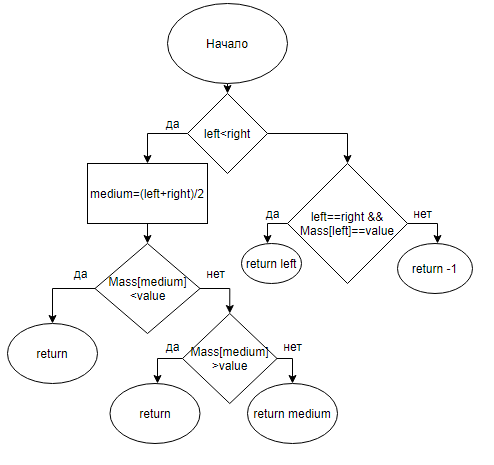 Начало
да
left<right
medium=(left+right)/2
left==right &&
Mass[left]==value
да
нет
return left
return -1
Mass[medium]
<value
да
нет
return
Mass[medium]
>value
да
нет
return
return medium